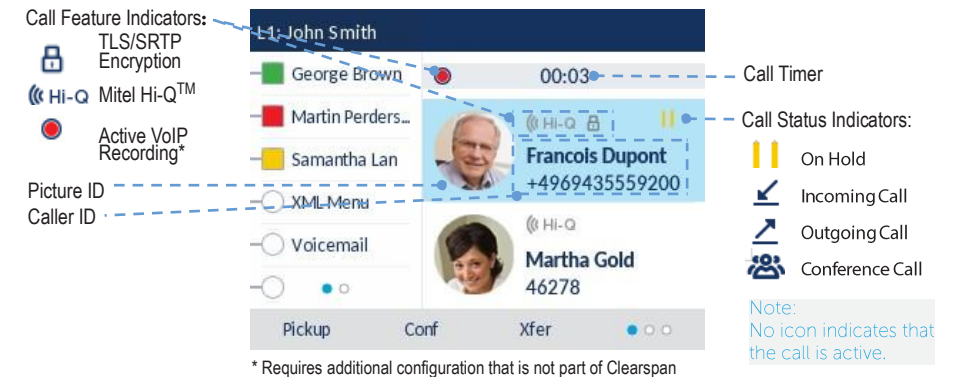 Call Feature Indicators:
TLS/SRTP
Encryption
Hi-Q Mitel Hi-Q™
Active VoIP
Recording*
Picture ID
Caller ID
L1: John Smith
George Brown
Martin Perders...
Samantha Lan
XML Menu
Voicemail
00:03
Hi-Q
Francois Dupont
+4969435559200
Hi-Q
Martha Gold
46278
Pickup Conf Xfer
Call Timer
Call Status Indicators:
On Hold
Incoming Call
Outgoing Call
Conference Call
Note:
No icon indicates that
the call is active.
* Requires additional configuration that is not part of Clearspan